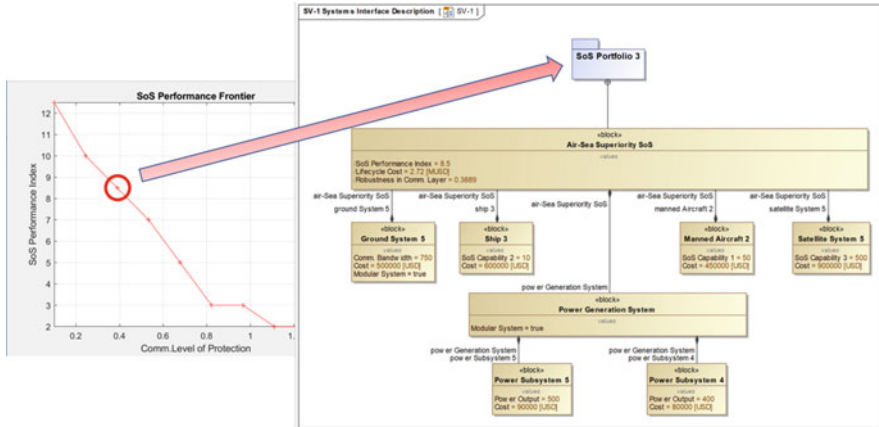 SV-1 Systems Interface Description [ SV-1 ]
SoS Portfolio 3
SoS Performance Frontier
12
11
10
9
8
7
6
5
4
3
2
SoS Performance Index
0.2
0.4
0.6
0.8
1
1.
Comm.Level of Protection
«block»
Air-Sea Superiority SoS
values
SoS Performance Index = 8.5
Lifecycle Cost = 2.72 [MUSD]
Robustness in Comm. Layer = 0.3889
air-Sea Superiority SoS
ground System 5
air-Sea Superiority SoS
ship 3
air-Sea Superiority SoS
air-Sea Superiority SoS
manned Aircraft 2
air-Sea Superiority SoS
satellite System 5
«block»
Ground System 5
values
Comm. Bandwidth = 750
Cost = 500000 [USD]
Modular System = true
«block»
Ship 3
values
SoS Capability 2 = 10
Cost = 600000 [USD]
«block»
Manned Aircraft 2
values
SoS Capability 1 = 50
Cost = 450000 [USD]
«block»
Satellite System 5
values
SoS Capability 3 = 500
Cost = 900000 [USD]
power Generation System
«block»
Power Generation System
values
Modular System = true
power Generation System
power Subsystem 5
power Generation System
power Subsystem 4
«block»
Power Subsystem 5
values
Power Output = 500
Cost = 90000 [USD]
«block»
Power Subsystem 4
values
Power Output = 400
Cost = 80000 [USD]